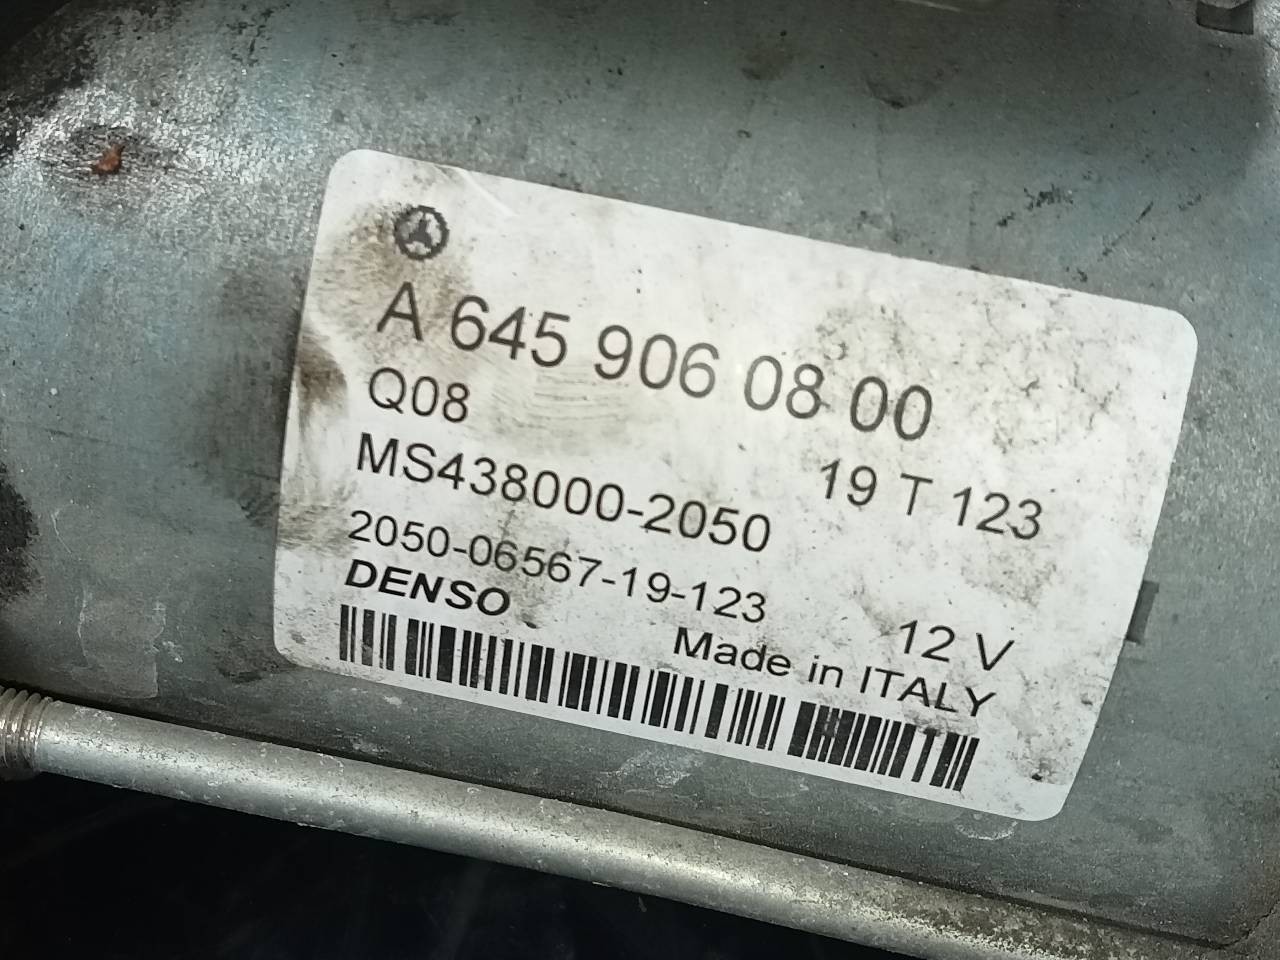 A 645 906 08 00
Q08
19 T 123
MS438000-2050
2050-06567-19-123
12 V
DENSO
Made in ITALY